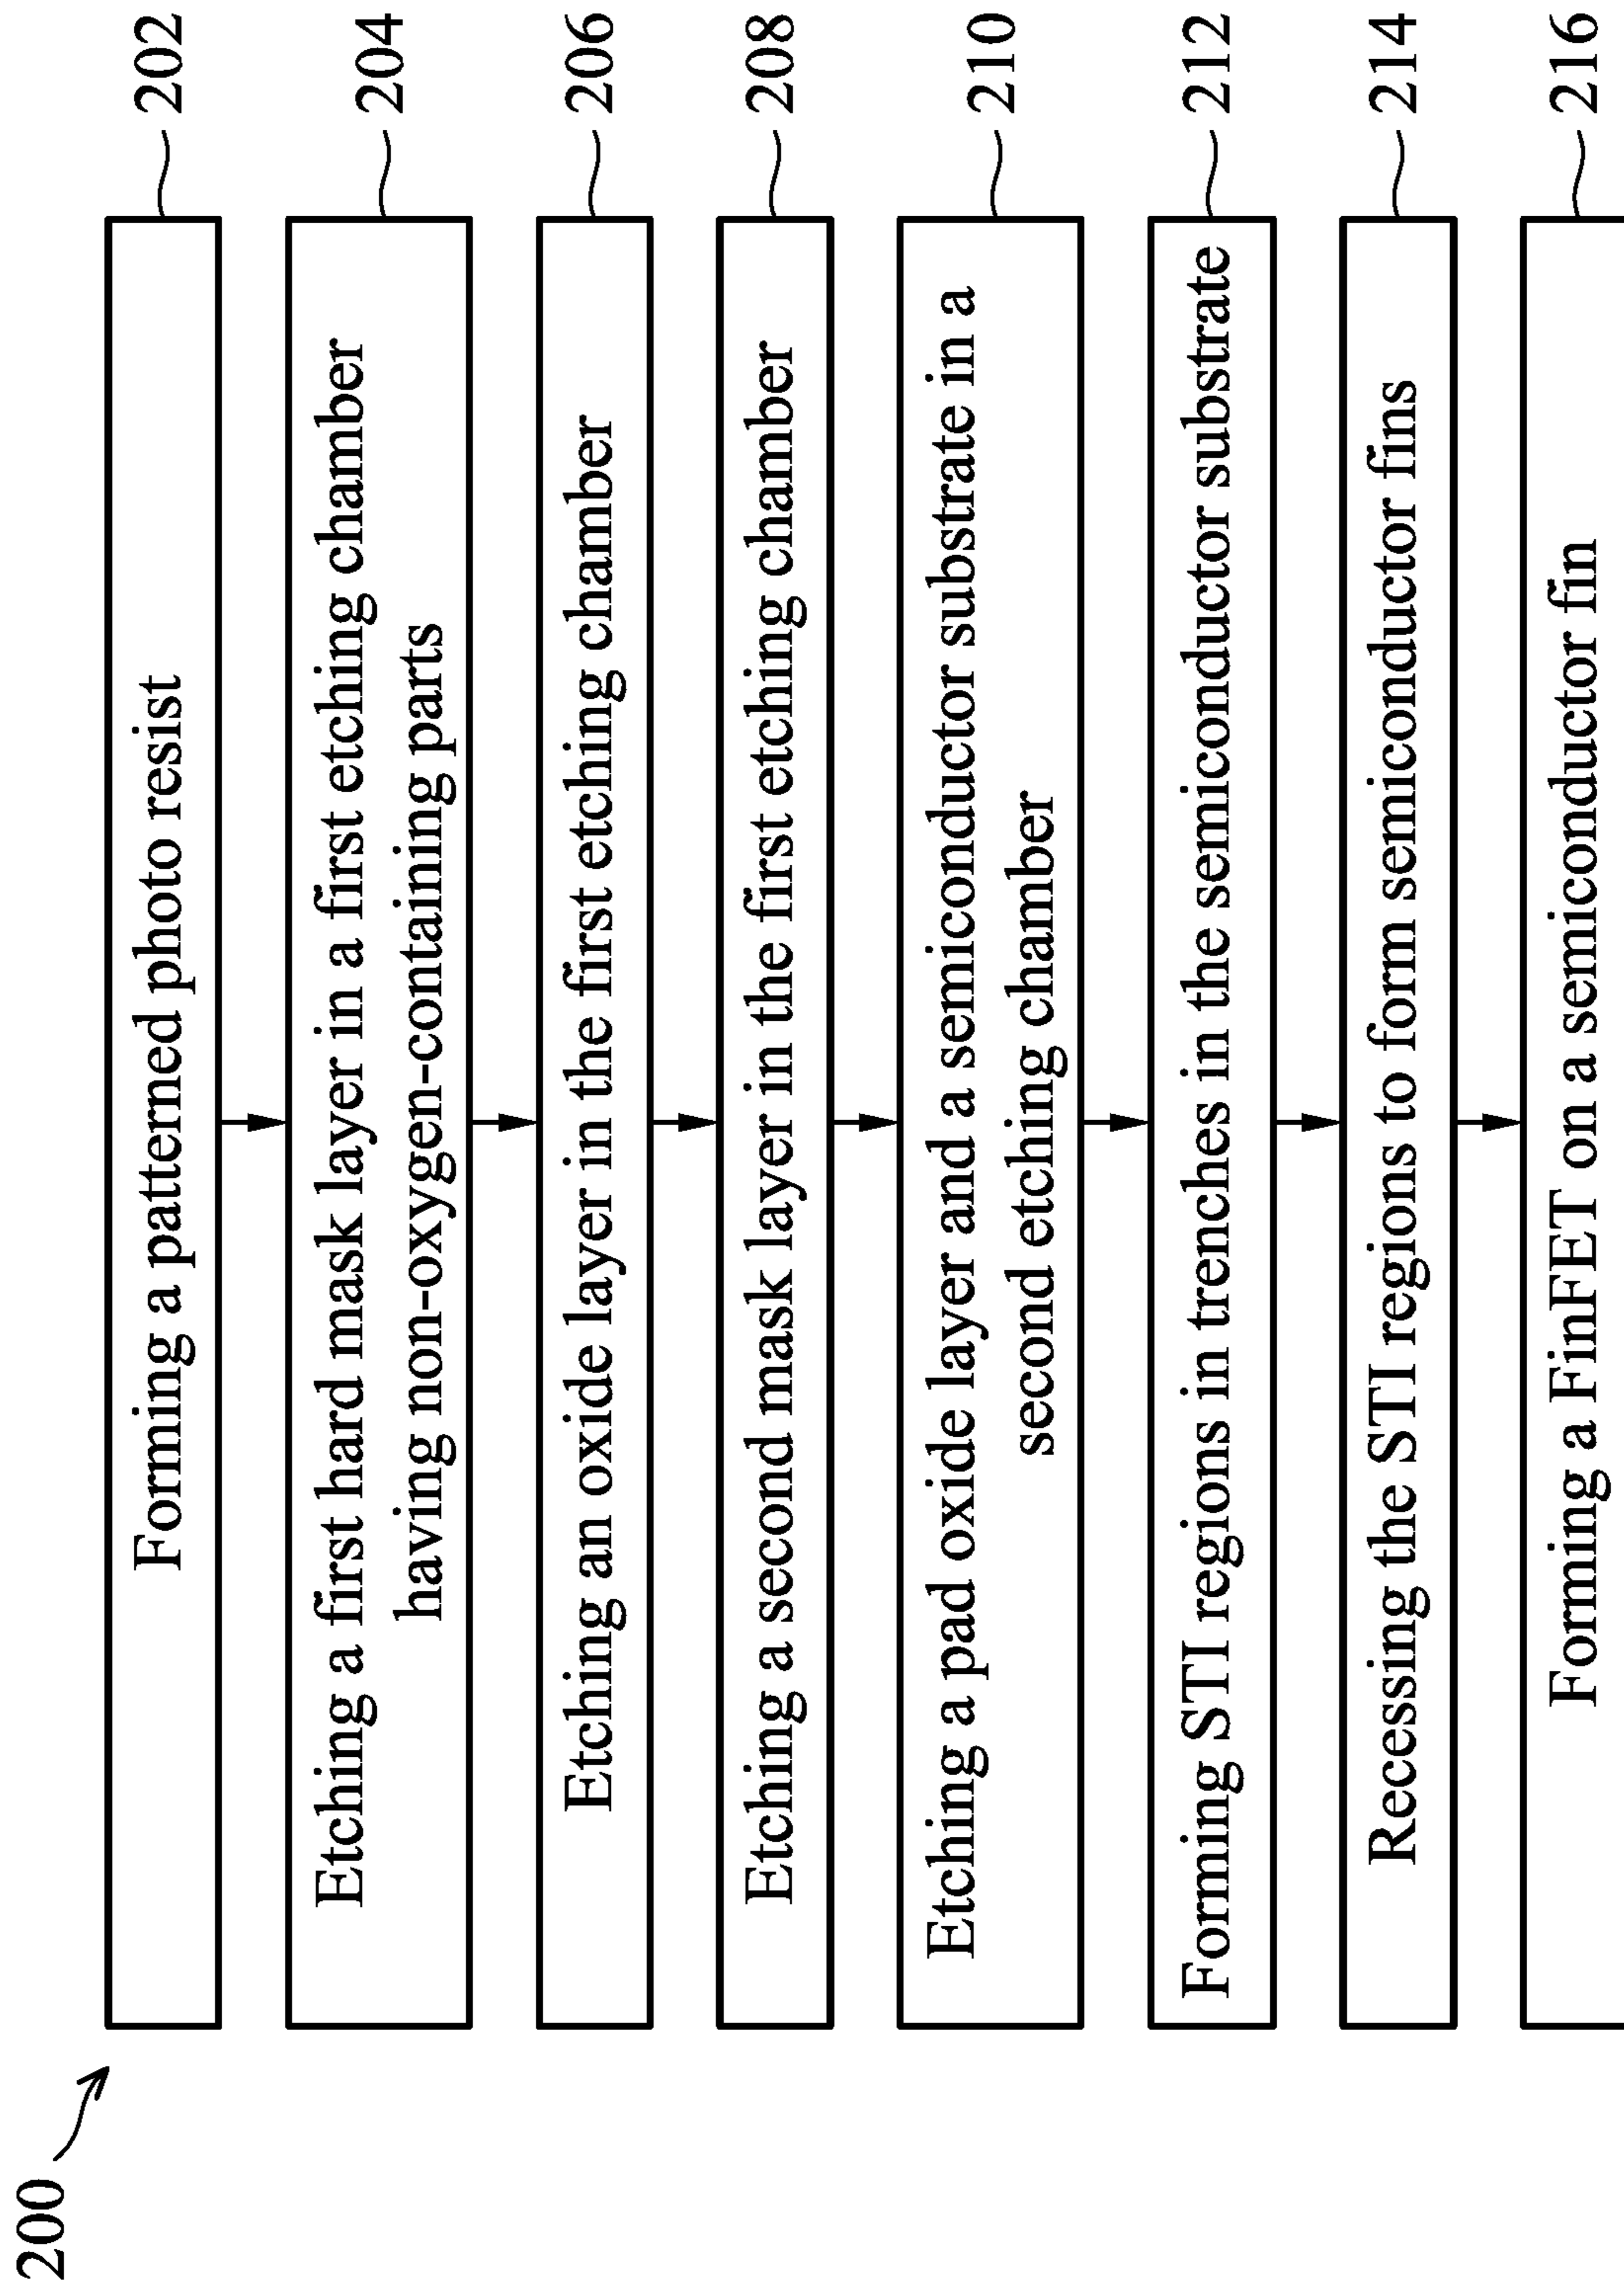 200
Forming a patterned photo resist
202
Etching a first hard mask layer in a first etching chamber
having non-oxygen-containing parts
204
Etching an oxide layer in the first etching chamber
206
Etching a second mask layer in the first etching chamber
208
Etching a pad oxide layer and a semiconductor substrate in a
second etching chamber
210
Forming STI regions in trenches in the semiconductor substrate
212
Recessing the STI regions to form semiconductor fins
214
Forming a FinFET on a semiconductor fin
216